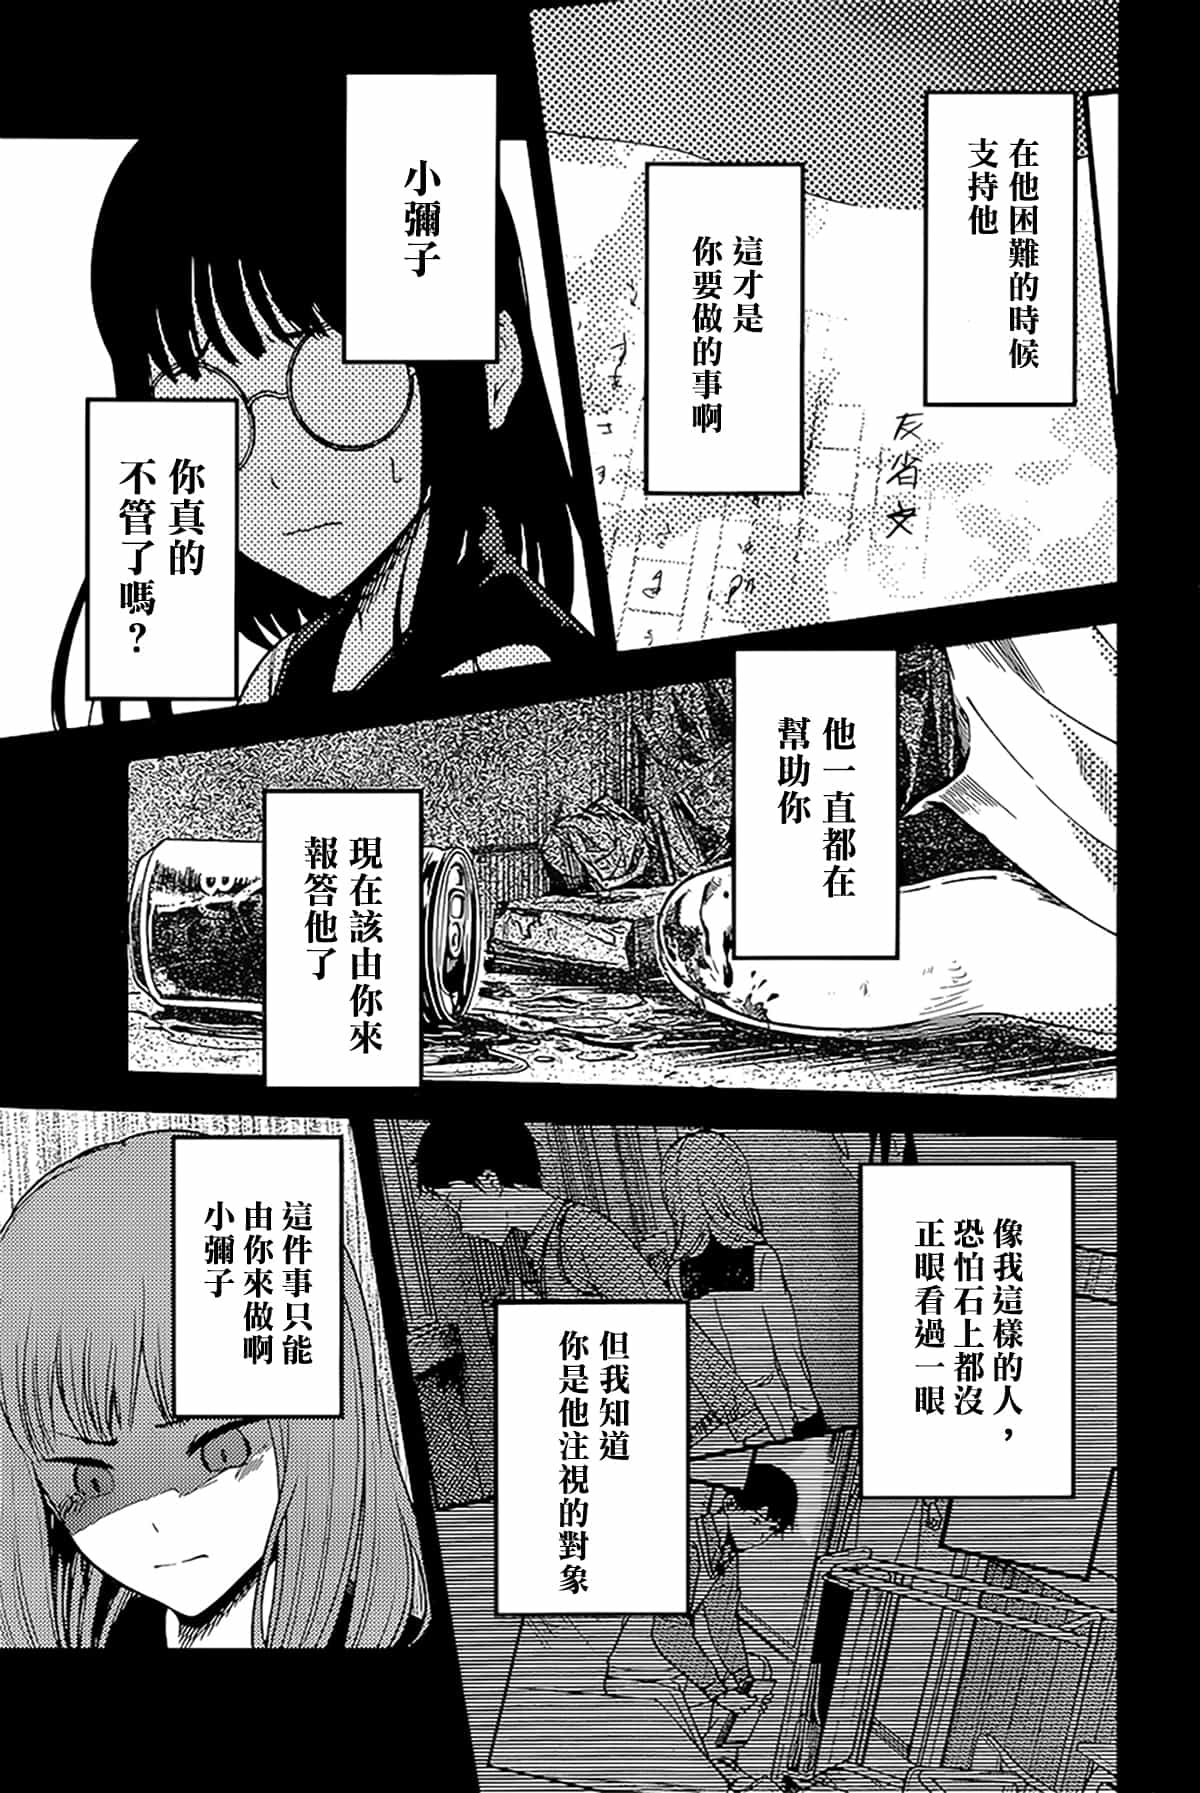 在他困難的時候
支持他
這才是
你要做的事啊
反省文
小彌子
你真的
不管了嗎？
他一直都在
幫助你
現在該由你來
報答他了
像我這樣的人，
恐怕石上都沒
正眼看過一眼
但我知道
你是他注視的對象
這件事只能
由你來做啊
小彌子